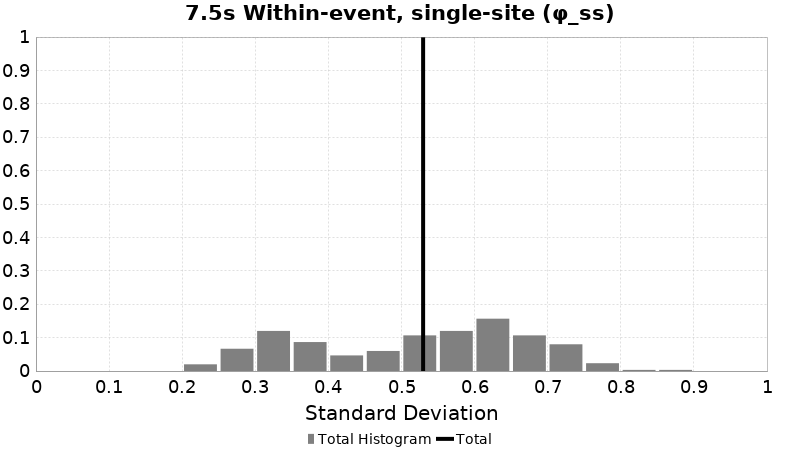 7.5s Within-event, single-site (φ_ss)
1
0.9
0.8
0.7
0.6
0.5
0.4
0.3
0.2
0.1
0
0 0.1 0.2 0.3 0.4 0.5 0.6 0.7 0.8 0.9 1
Standard Deviation
Total Histogram Total